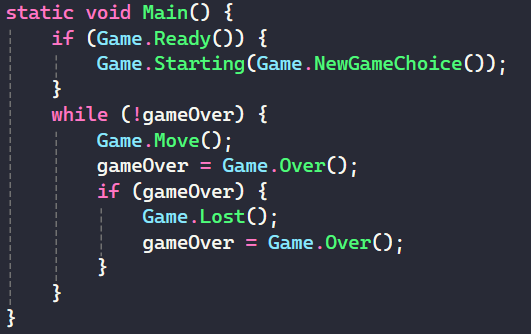 static void Main() {
    if (Game.Ready()) {
        Game.Starting(Game.NewGameChoice());
    }
    while (!gameOver) {
        Game.Move();
        gameOver = Game.Over();
        if (gameOver) {
            Game.Lost();
            gameOver = Game.Over();
        }
    }
}